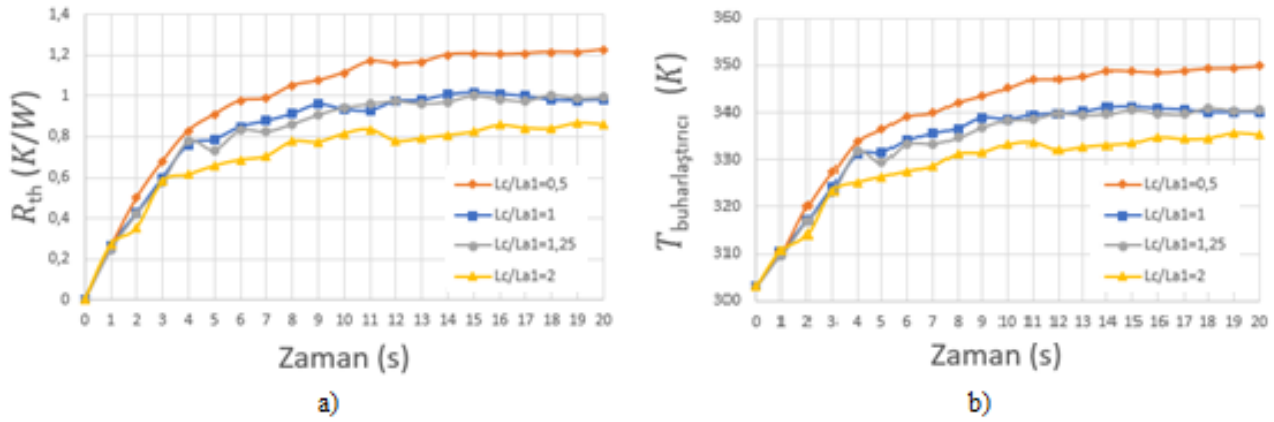 1,4
1,2
1
0,8
0,6
0,4
0,2
0
R_th (K/W)
Lc/La1=0,5
Lc/La1=1
Lc/La1=1,25
Lc/La1=2
0 1 2 3 4 5 6 7 8 9 10 11 12 13 14 15 16 17 18 19 20
Zaman (s)
a)
360
350
340
330
320
310
300
T_buharlaştırıcı (K)
Lc/La1=0,5
Lc/La1=1
Lc/La1=1,25
Lc/La1=2
0 1 2 3 4 5 6 7 8 9 10 11 12 13 14 15 16 17 18 19 20
Zaman (s)
b)